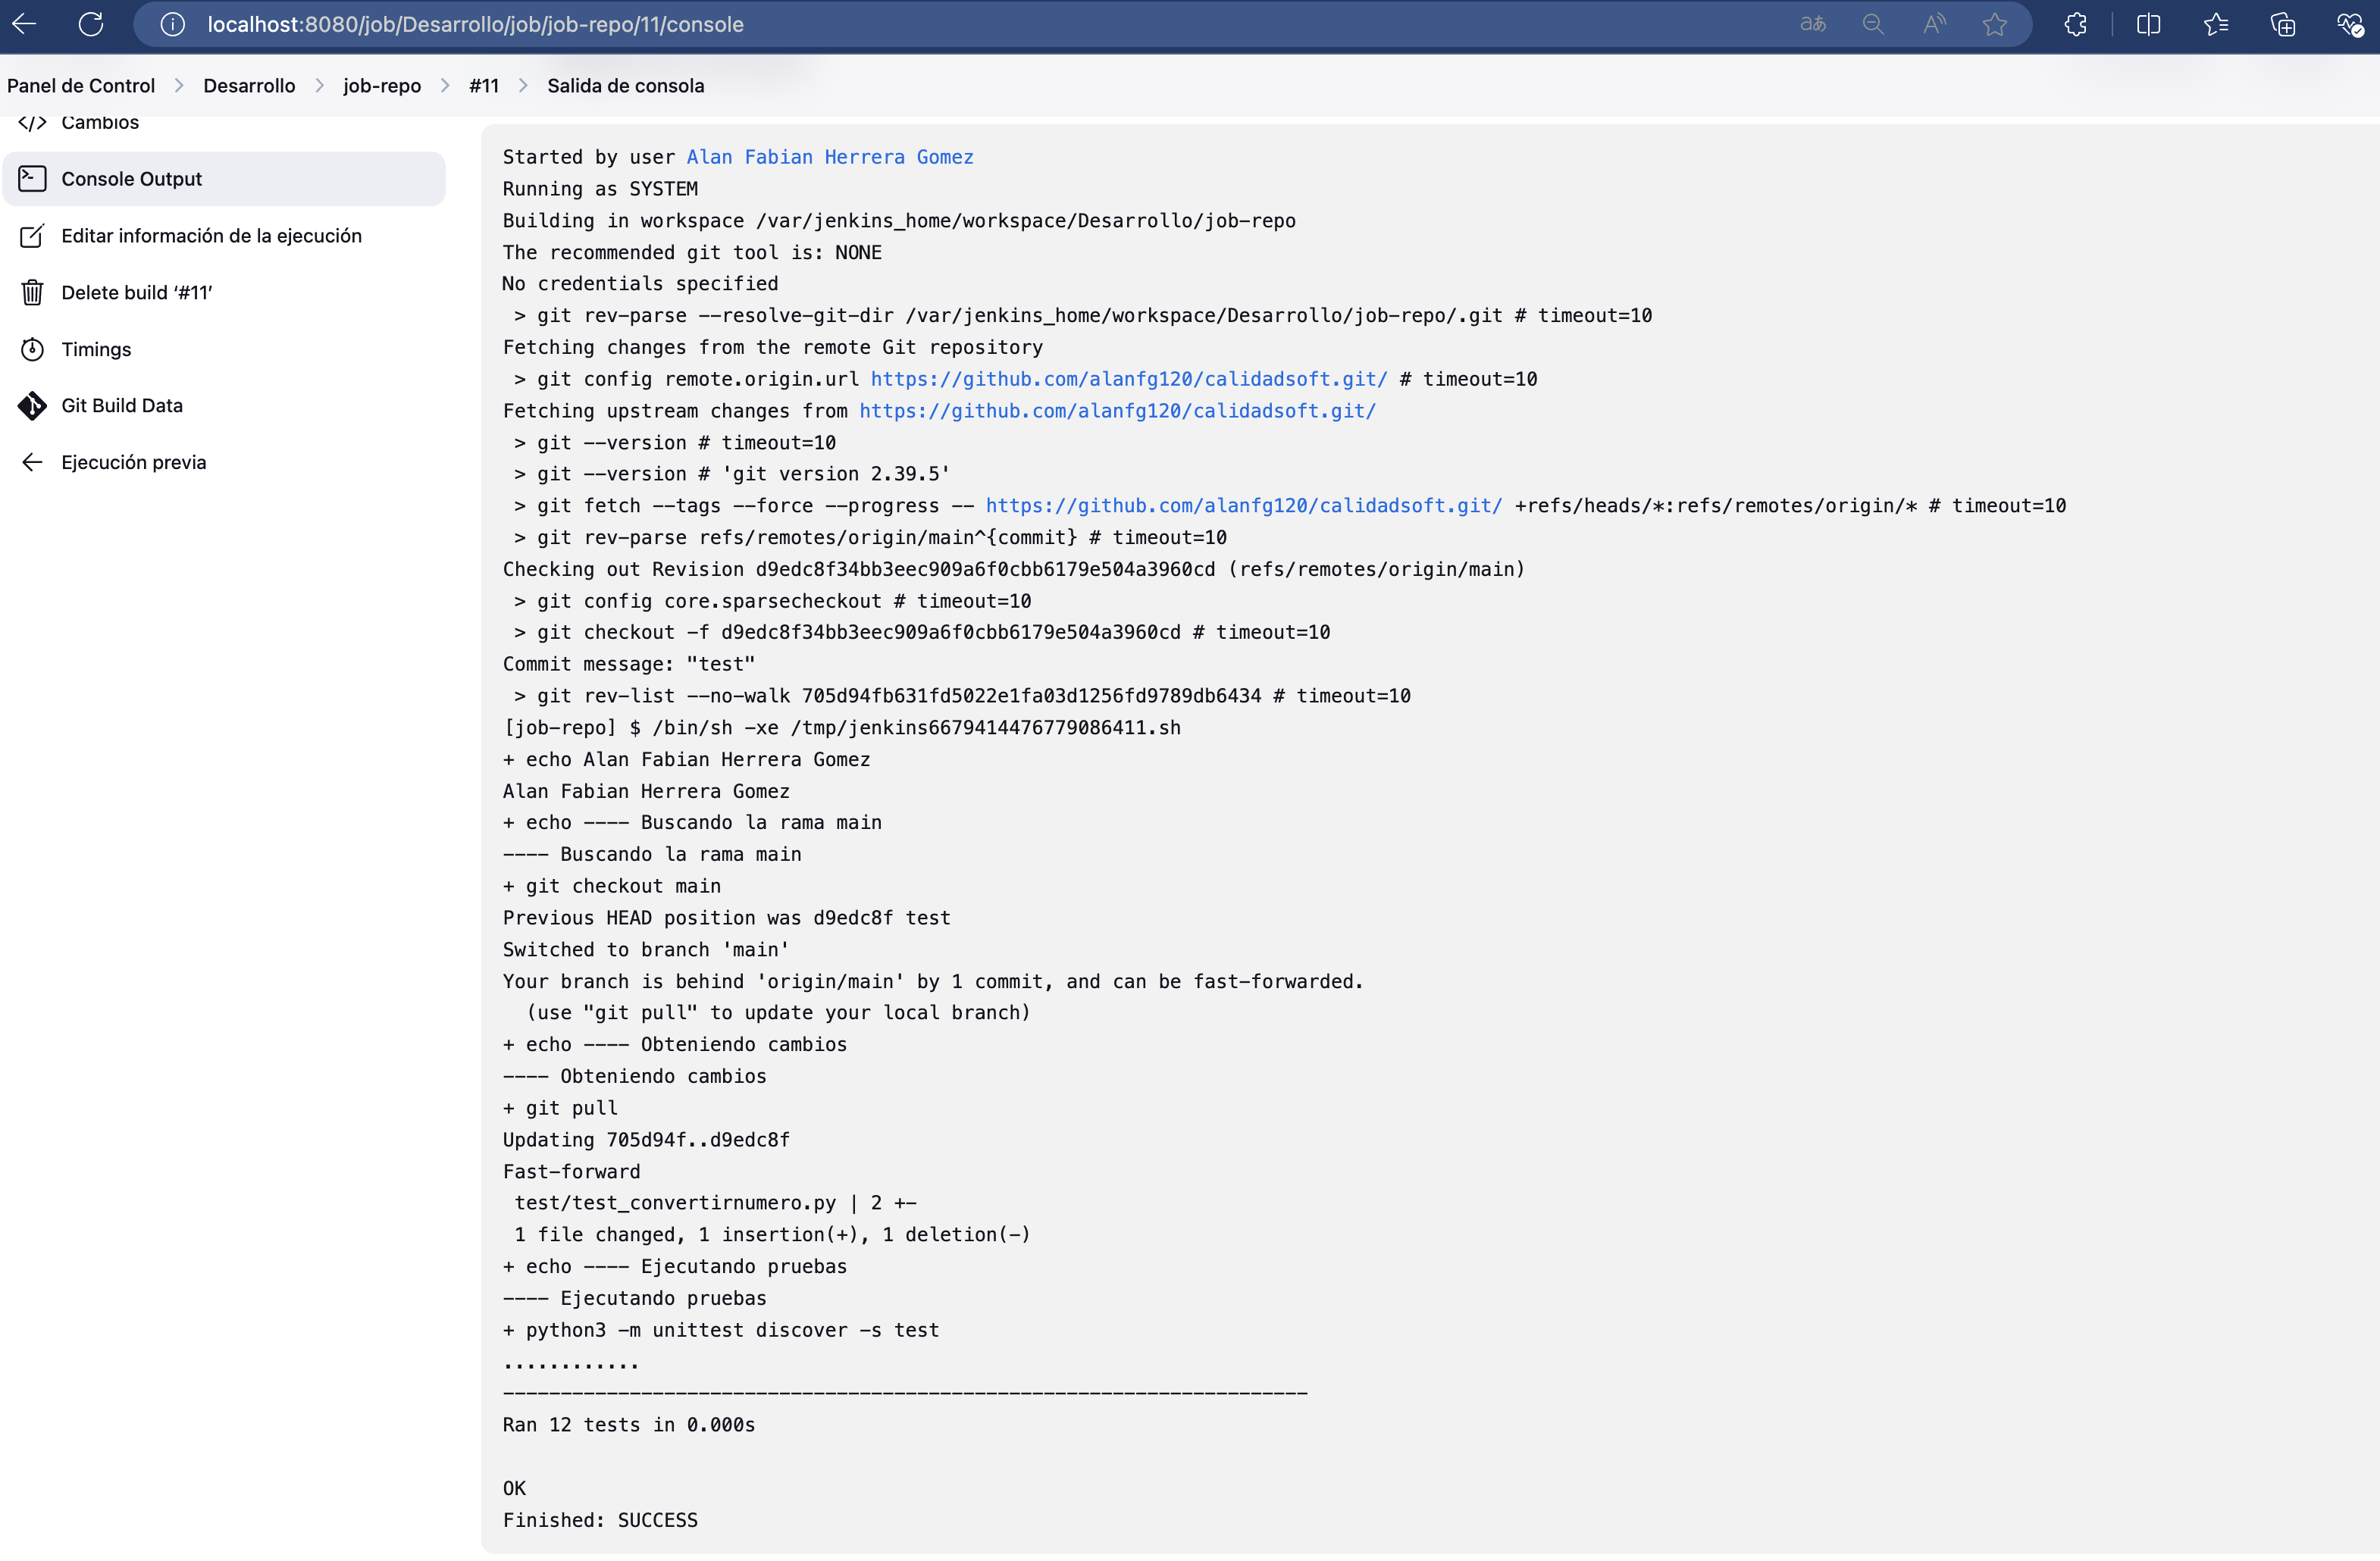 localhost:8080/job/Desarrollo/job/job-repo/11/console
Panel de Control > Desarrollo > job-repo > #11 > Salida de consola
Cambios
Console Output
Editar información de la ejecución
Delete build ‘#11’
Timings
Git Build Data
Ejecución previa
Started by user Alan Fabian Herrera Gomez
Running as SYSTEM
Building in workspace /var/jenkins_home/workspace/Desarrollo/job-repo
The recommended git tool is: NONE
No credentials specified
 > git rev-parse --resolve-git-dir /var/jenkins_home/workspace/Desarrollo/job-repo/.git # timeout=10
Fetching changes from the remote Git repository
 > git config remote.origin.url https://github.com/alanfg120/calidadsoft.git/ # timeout=10
Fetching upstream changes from https://github.com/alanfg120/calidadsoft.git/
 > git --version # timeout=10
 > git --version # 'git version 2.39.5'
 > git fetch --tags --force --progress -- https://github.com/alanfg120/calidadsoft.git/ +refs/heads/*:refs/remotes/origin/* # timeout=10
 > git rev-parse refs/remotes/origin/main^{commit} # timeout=10
Checking out Revision d9edc8f34bb3eec909a6f0cbb6179e504a3960cd (refs/remotes/origin/main)
 > git config core.sparsecheckout # timeout=10
 > git checkout -f d9edc8f34bb3eec909a6f0cbb6179e504a3960cd # timeout=10
Commit message: "test"
 > git rev-list --no-walk 705d94fb631fd5022e1fa03d1256fd9789db6434 # timeout=10
[job-repo] $ /bin/sh -xe /tmp/jenkins6679414476779086411.sh
+ echo Alan Fabian Herrera Gomez
Alan Fabian Herrera Gomez
+ echo ---- Buscando la rama main
---- Buscando la rama main
+ git checkout main
Previous HEAD position was d9edc8f test
Switched to branch 'main'
Your branch is behind 'origin/main' by 1 commit, and can be fast-forwarded.
  (use "git pull" to update your local branch)
+ echo ---- Obteniendo cambios
---- Obteniendo cambios
+ git pull
Updating 705d94f..d9edc8f
Fast-forward
 test/test_convertirnumero.py | 2 +-
 1 file changed, 1 insertion(+), 1 deletion(-)
+ echo ---- Ejecutando pruebas
---- Ejecutando pruebas
+ python3 -m unittest discover -s test
............
----------------------------------------------------------------------
Ran 12 tests in 0.000s
OK
Finished: SUCCESS